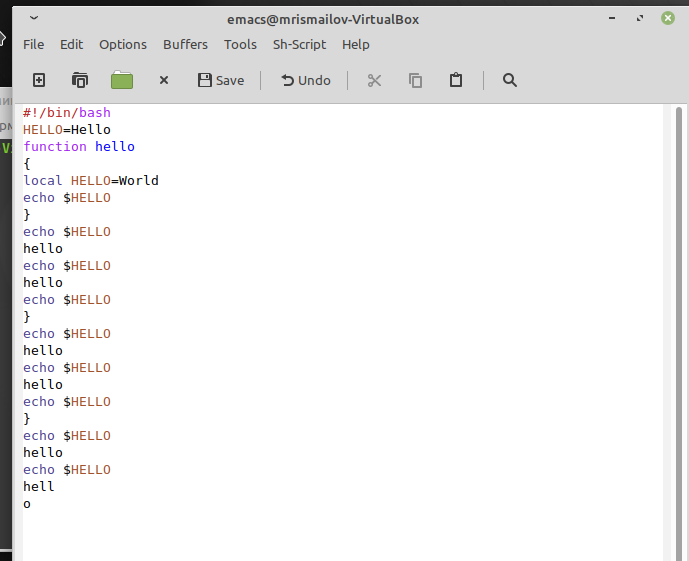 emacs@mrismailov-VirtualBox
File Edit Options Buffers Tools Sh-Script Help
Save Undo
#!/bin/bash
HELLO=Hello
function hello
{
local HELLO=World
echo $HELLO
}
echo $HELLO
hello
echo $HELLO
hello
echo $HELLO
}
echo $HELLO
hello
echo $HELLO
hello
echo $HELLO
}
echo $HELLO
hello
echo $HELLO
hell
o